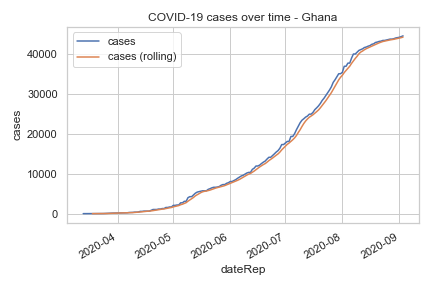 COVID-19 cases over time - Ghana
cases
cases (rolling)
40000
30000
20000
10000
0
cases
2020-04
2020-05
2020-06
2020-07
2020-08
2020-09
dateRep